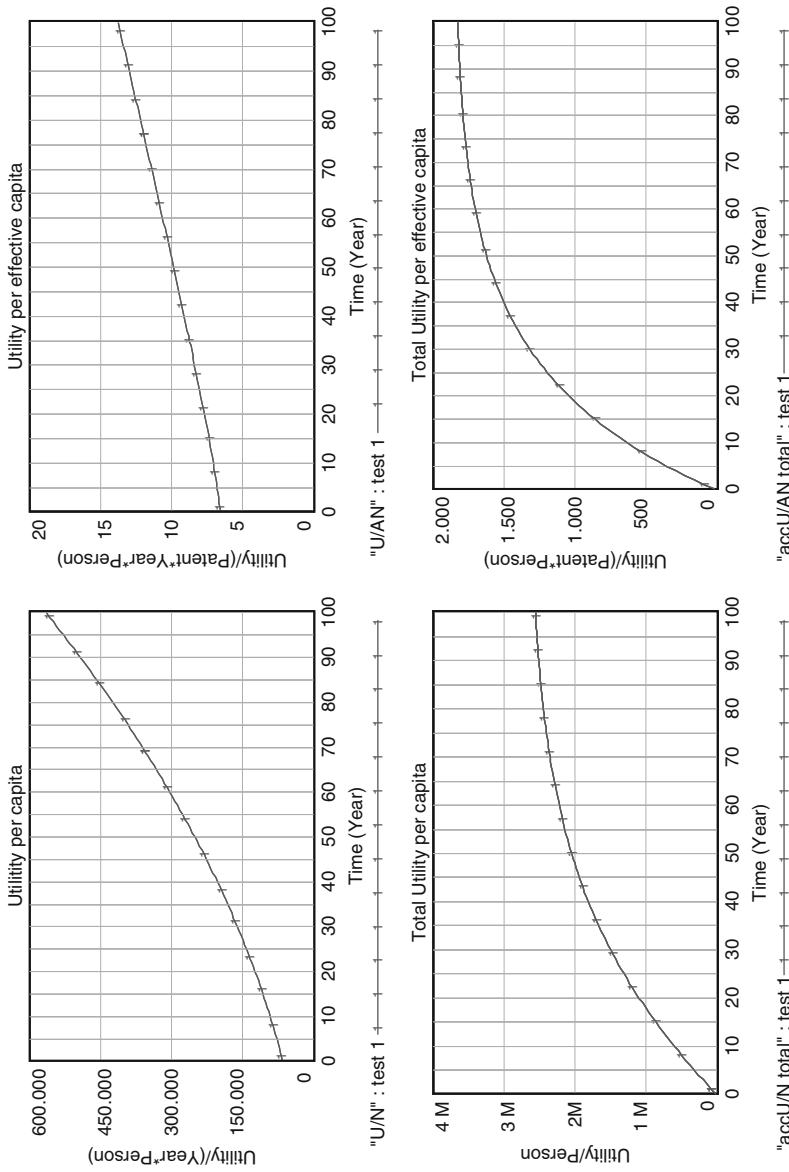 Utilitity per capita
600.000
450.000
300.000
150.000
0
Utility/(Year*Person)
0 10 20 30 40 50 60 70 80 90 100
Time (Year)
"U/N" : test 1
Utility per effective capita
20
15
10
5
0
Utility/(Patent*Year*Person)
0 10 20 30 40 50 60 70 80 90 100
Time (Year)
"U/AN" : test 1
Total Utility per capita
4 M
3 M
2M
1M
0
Utility/Person
0 10 20 30 40 50 60 70 80 90 100
Time (Year)
"accU/N total" : test 1
Total Utility per effective capita
2.000
1.500
1.000
500
0
Utility/(Patent*Person)
0 10 20 30 40 50 60 70 80 90 100
Time (Year)
"accU/AN total" : test 1